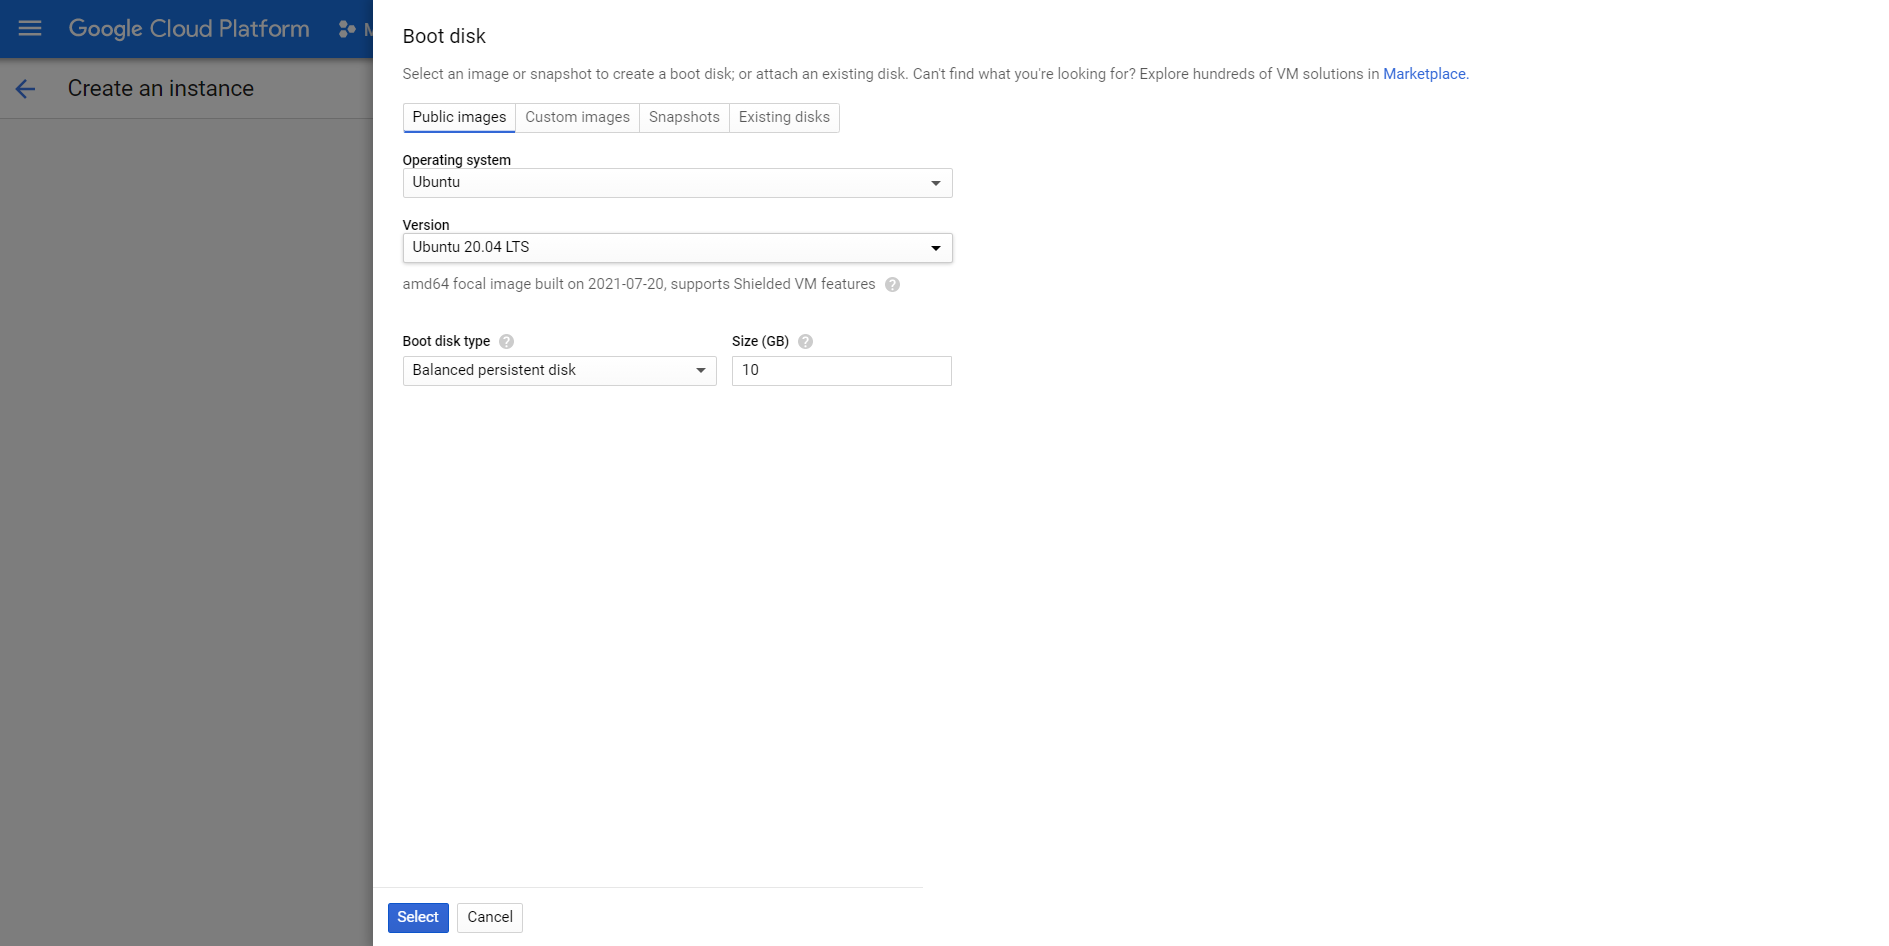 Google Cloud Platform
Create an instance
Boot disk
Select an image or snapshot to create a boot disk; or attach an existing disk. Can't find what you're looking for? Explore hundreds of VM solutions in Marketplace.
Public images Custom images Snapshots Existing disks
Operating system
Ubuntu
Version
Ubuntu 20.04 LTS
amd64 focal image built on 2021-07-20, supports Shielded VM features ?
Boot disk type ? Size (GB) ?
Balanced persistent disk 10
Select Cancel